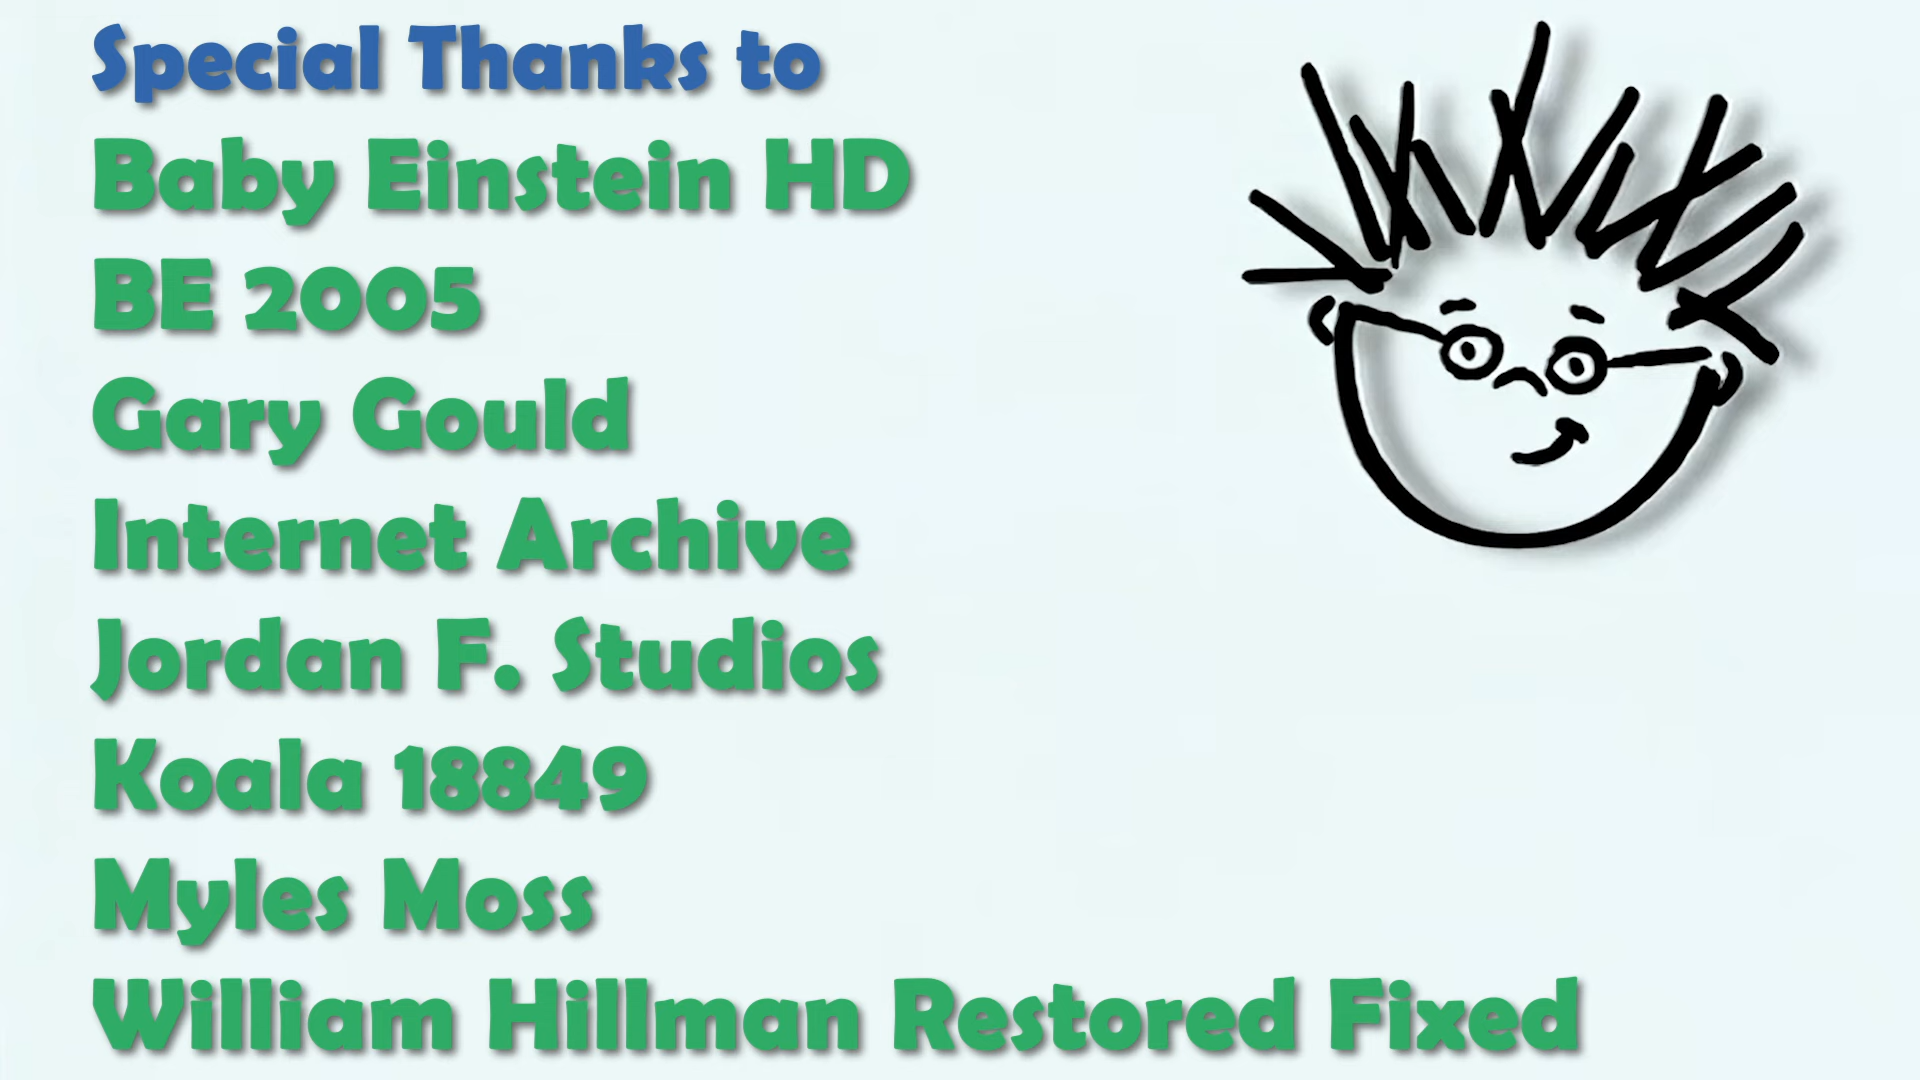 Special Thanks to
Baby Einstein HD
BE 2005
Gary Gould
Internet Archive
Jordan F. Studios
Koala 18849
Myles Moss
William Hillman Restored Fixed